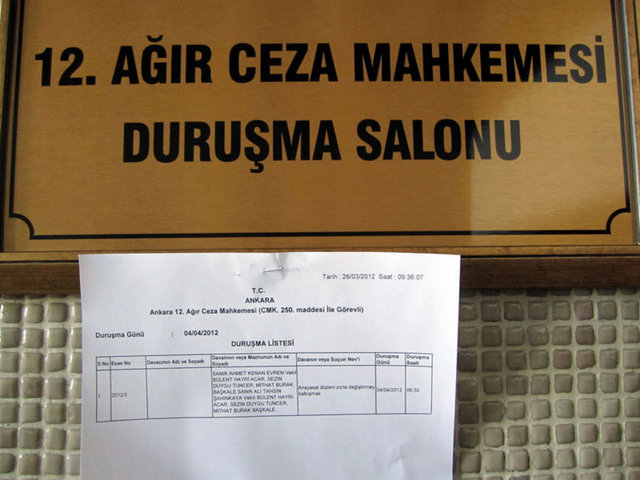 12. AĞIR CEZA MAHKEMESİ
DURUŞMA SALONU
Tarih : 26/03/2012 Saat : 09:36:07
T.C.
ANKARA
Ankara 12. Ağır Ceza Mahkemesi (CMK. 250. maddesi İle Görevli)
Duruşma Günü : 04/04/2012
DURUŞMA LİSTESİ
S.No Esas No Davacının Adı ve Soyadı Davalının veya Maznunun Adı ve Soyadı Davanın veya Suçun Nev'i Duruşma Günü Duruşma Saati
1 2012/3
SANIK AHMET KENAN EVREN Vekil
BÜLENT HAYRİ ACAR, SEZİN
DUYGU TUNCER, MİTHAT BURAK
BAŞKALE SANIK ALİ TAHSİN
ŞAHİNKAYA Vekil BÜLENT HAYRİ
ACAR, SEZİN DUYGU TUNCER,
MİTHAT BURAK BAŞKALE
Anayasal düzeni zorla değiştirmey
kalkışmak
04/04/2012 09:30